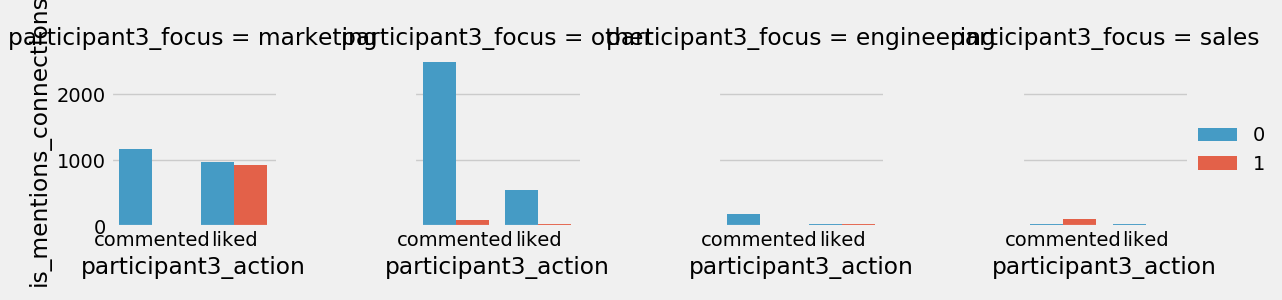 participant3_focus = marketing
participant3_focus = other
participant3_focus = engineering
participant3_focus = sales
is_mentions_connections
2000
1000
0
commented liked
commented liked
commented liked
commented liked
participant3_action
participant3_action
participant3_action
participant3_action
0
1